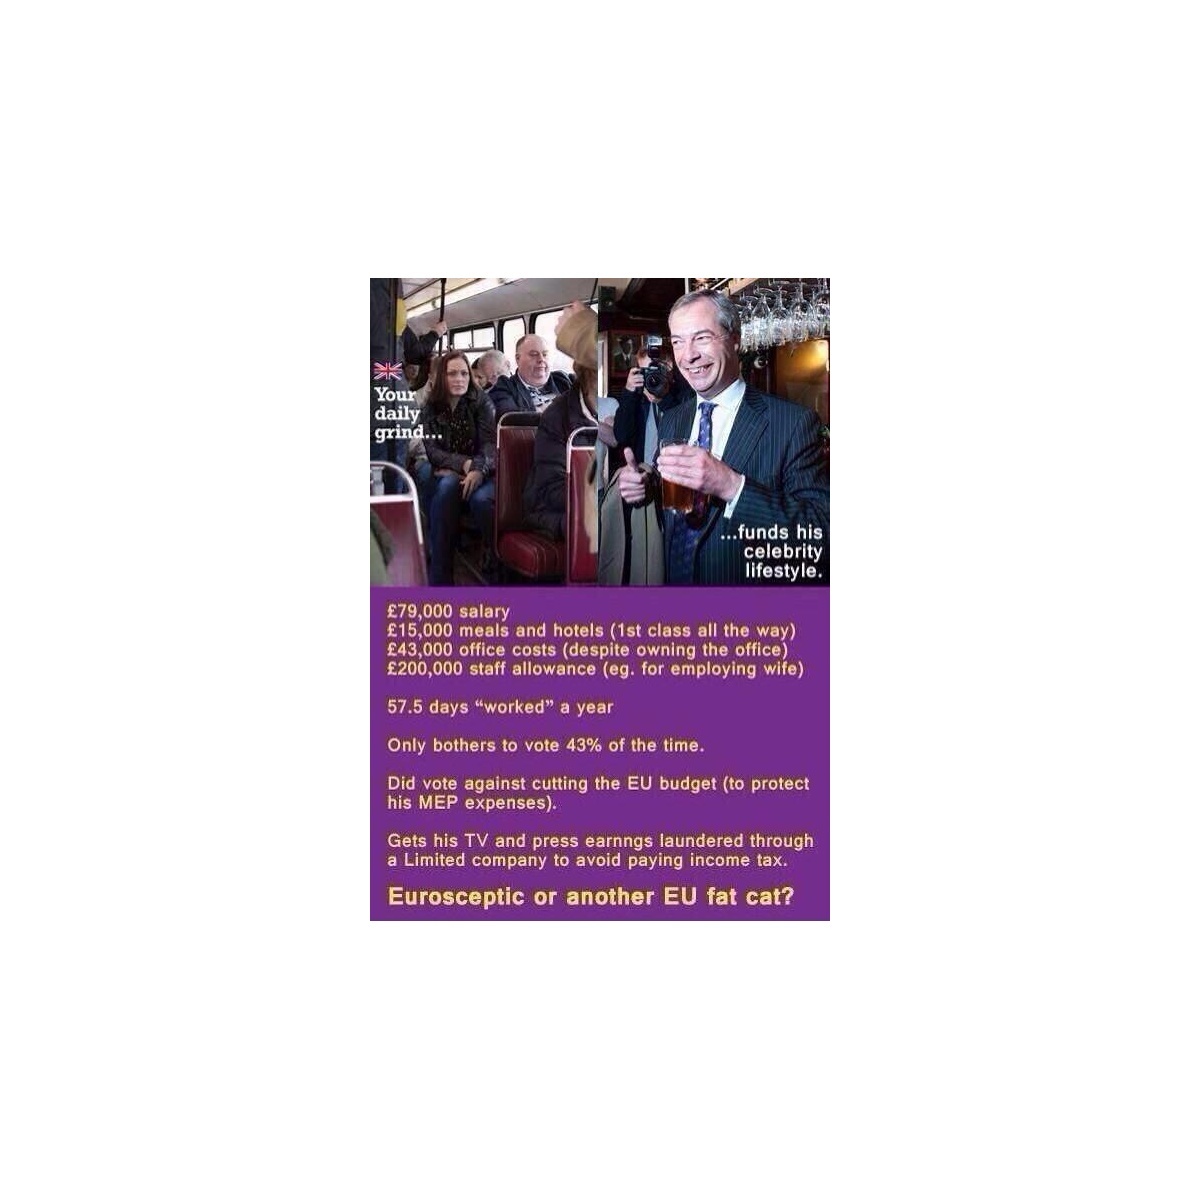 Your
daily
grind...
...funds his
celebrity
lifestyle.
£79,000 salary
£15,000 meals and hotels (1st class all the way)
£43,000 office costs (despite owning the office)
£200,000 staff allowance (eg. for employing wife)
57.5 days “worked” a year
Only bothers to vote 43% of the time.
Did vote against cutting the EU budget (to protect
his MEP expenses).
Gets his TV and press earnngs laundered through
a Limited company to avoid paying income tax.
Eurosceptic or another EU fat cat?